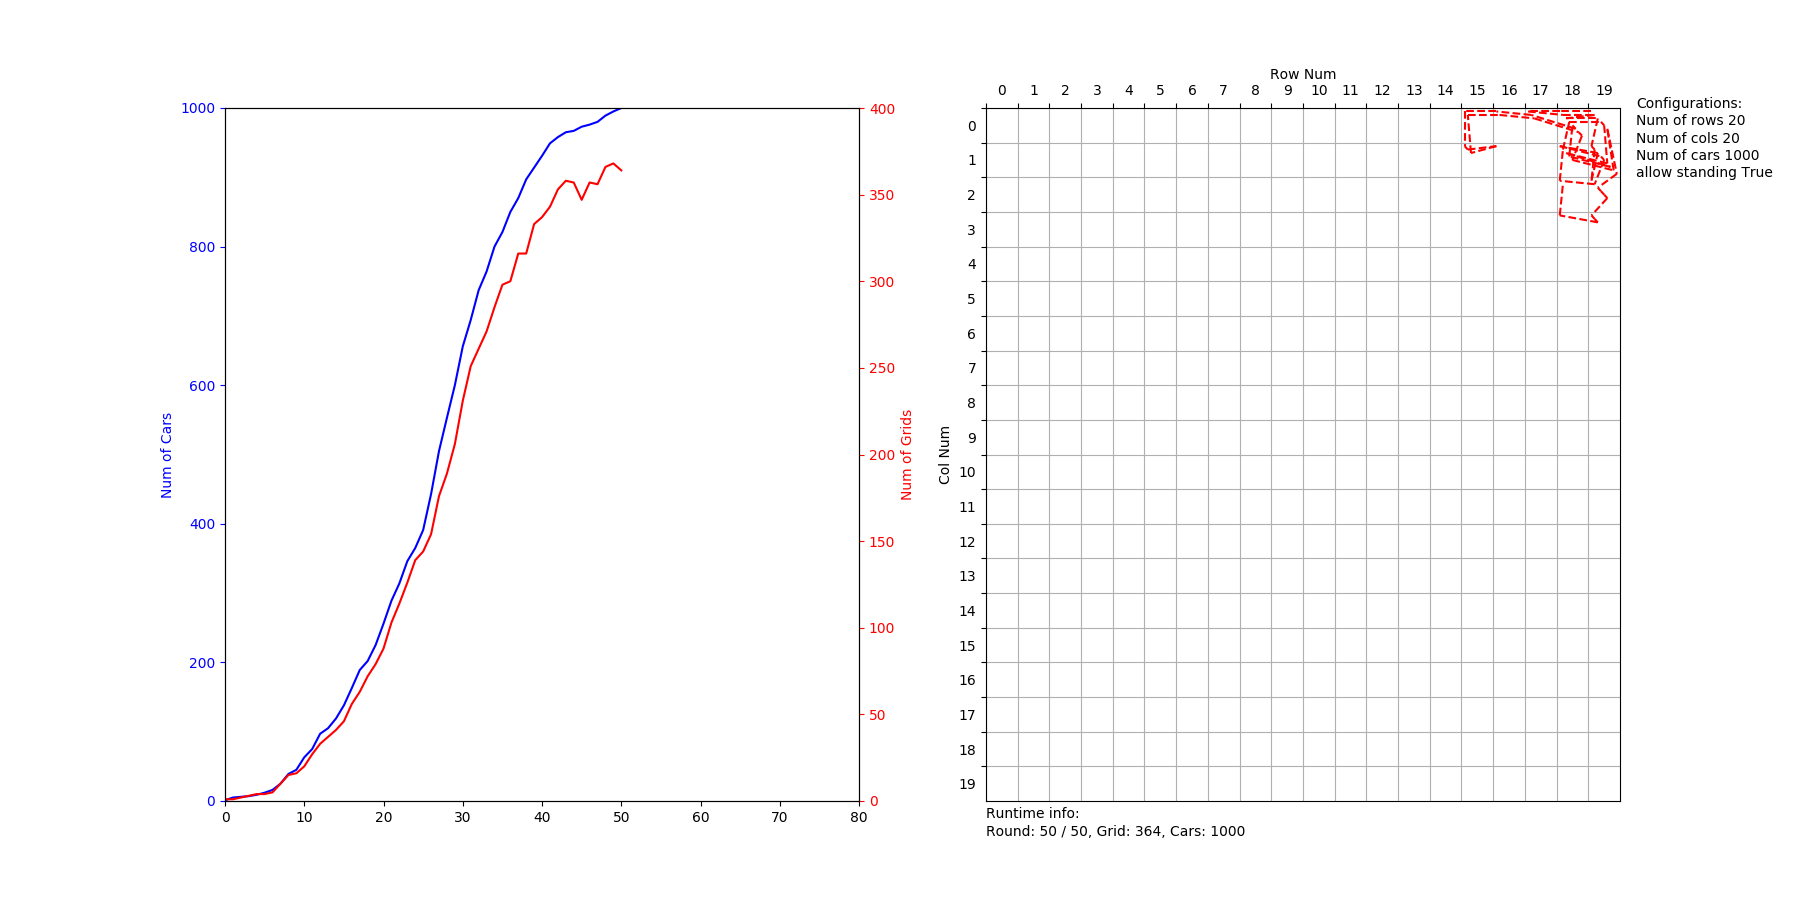 1000
800
600
400
200
0
Num of Cars
0 10 20 30 40 50 60 70 80
400
350
300
250
200
150
100
50
0
Num of Grids
Row Num
0 1 2 3 4 5 6 7 8 9 10 11 12 13 14 15 16 17 18 19
Col Num
0
1
2
3
4
5
6
7
8
9
10
11
12
13
14
15
16
17
18
19
Configurations:
Num of rows 20
Num of cols 20
Num of cars 1000
allow standing True
Runtime info:
Round: 50 / 50, Grid: 364, Cars: 1000